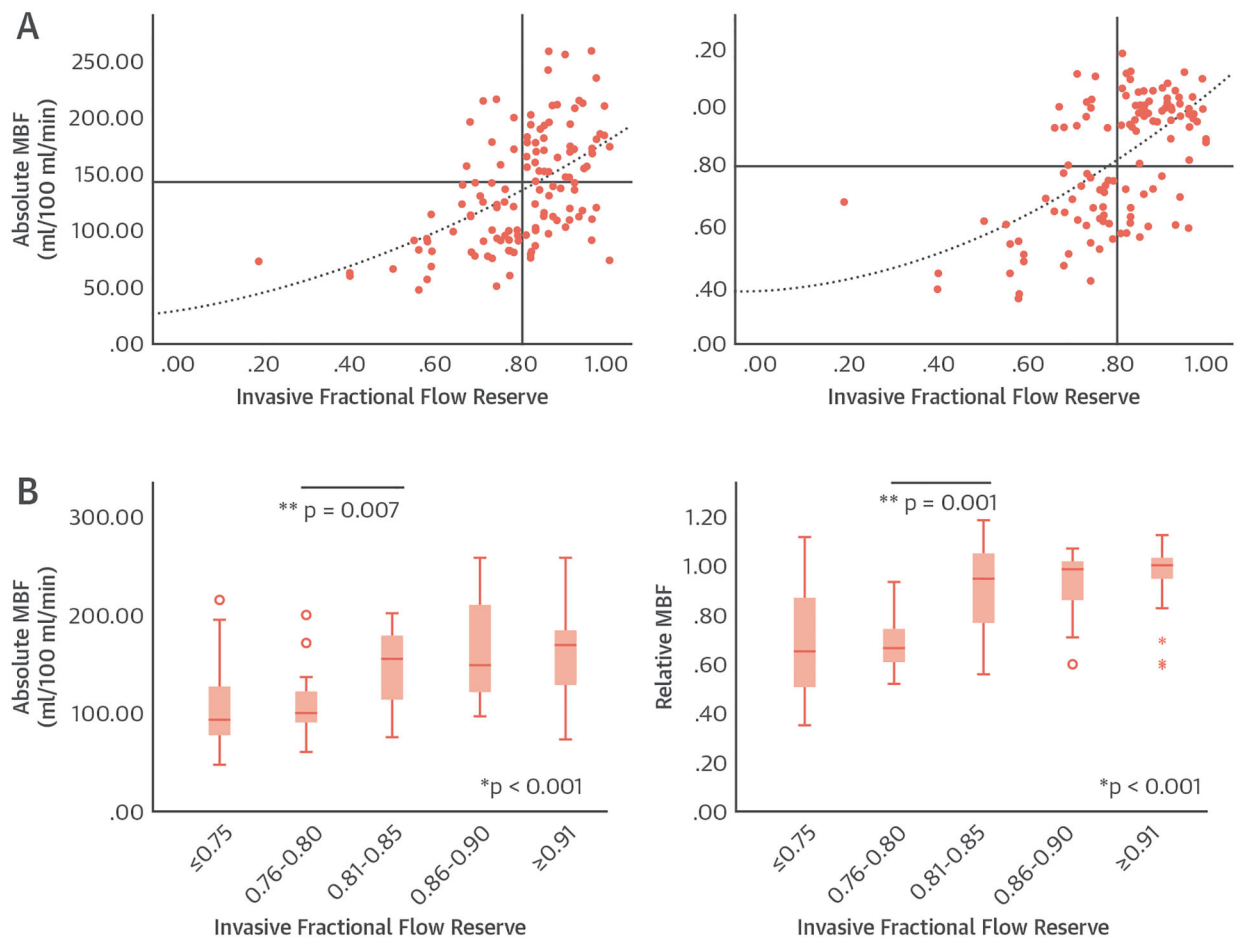 A
Absolute MBF
(ml/100 ml/min)
250.00
200.00
150.00
100.00
50.00
.00
.00 .20 .40 .60 .80 1.00
Invasive Fractional Flow Reserve
.20
.00
.80
.60
.40
.00
.00 .20 .40 .60 .80 1.00
Invasive Fractional Flow Reserve
B
Absolute MBF
(ml/100 ml/min)
300.00
200.00
100.00
.00
** p = 0.007
*p < 0.001
≤0.75 0.76-0.80 0.81-0.85 0.86-0.90 ≥0.91
Invasive Fractional Flow Reserve
Relative MBF
1.20
1.00
.80
.60
.40
.20
.00
** p = 0.001
*p < 0.001
≤0.75 0.76-0.80 0.81-0.85 0.86-0.90 ≥0.91
Invasive Fractional Flow Reserve